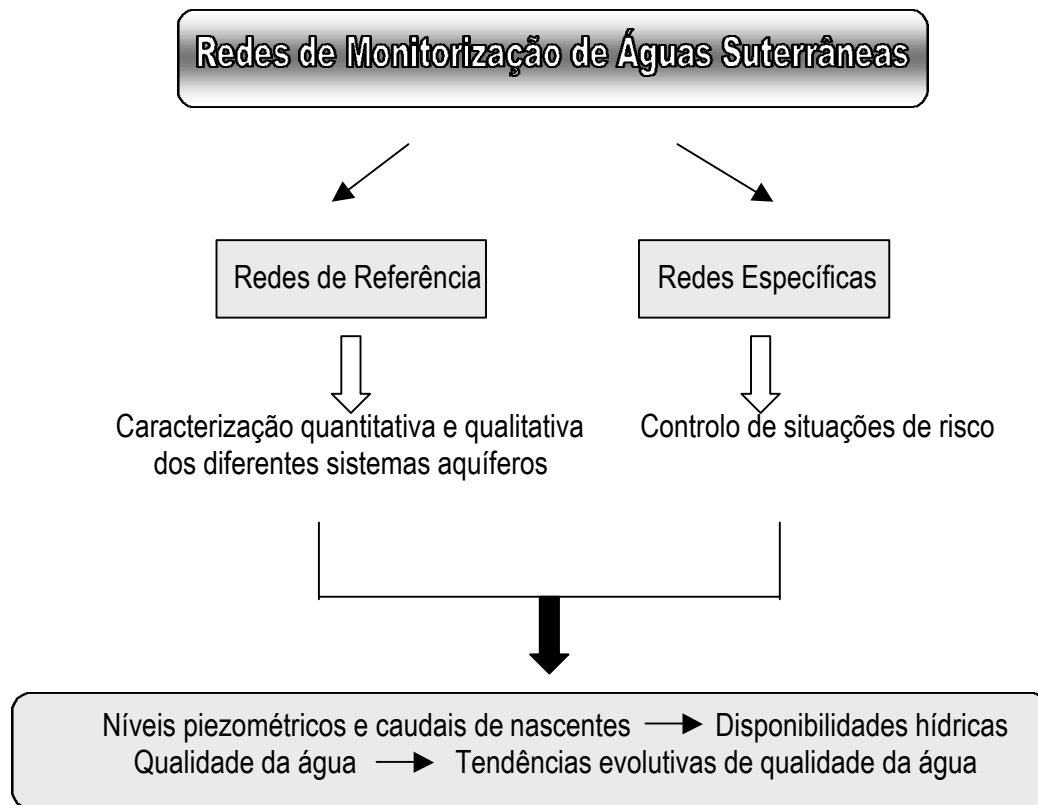 Redes de Monitorização de Águas Suterrâneas
Redes de Referência
Redes Específicas
Caracterização quantitativa e qualitativa
dos diferentes sistemas aquíferos
Controlo de situações de risco
Níveis piezométricos e caudais de nascentes → Disponibilidades hídricas
Qualidade da água → Tendências evolutivas de qualidade da água